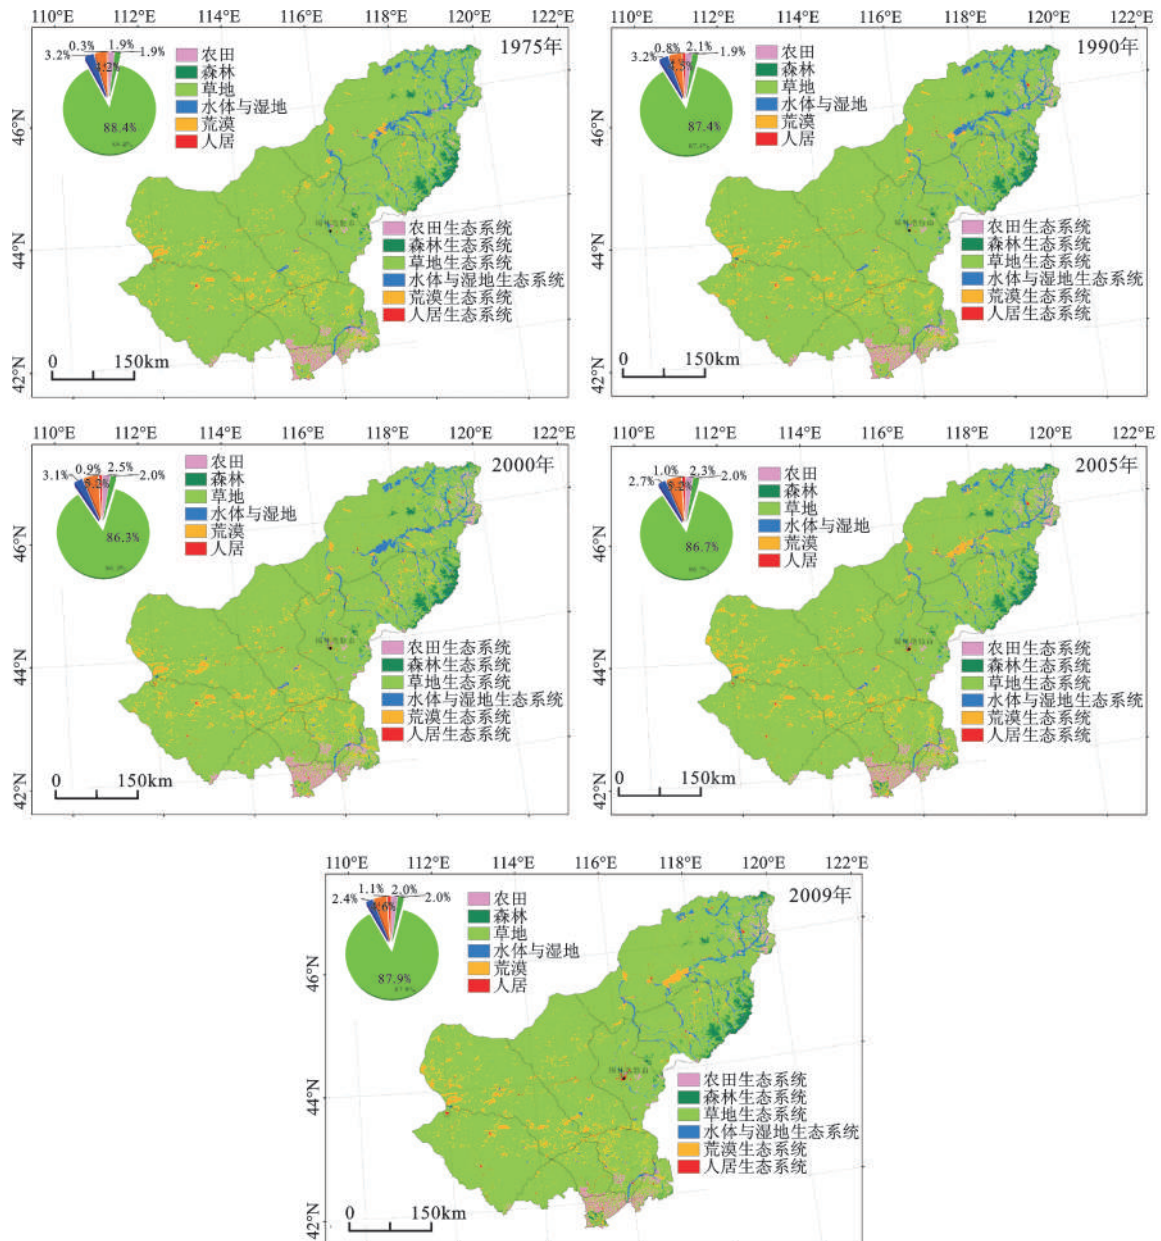 110°E 112°E 114°E 116°E 118°E 120°E 122°E
1975年
3.2% 0.3% 1.9% 1.9%
88.4%
农田
森林
草地
水体与湿地
荒漠
人居
46°N
44°N
42°N
农田生态系统
森林生态系统
草地生态系统
水体与湿地生态系统
荒漠生态系统
人居生态系统
0 150km
110°E 112°E 114°E 116°E 118°E 120°E 122°E
1990年
3.2% 0.8% 2.1% 1.9%
87.4%
农田
森林
草地
水体与湿地
荒漠
人居
46°N
44°N
42°N
农田生态系统
森林生态系统
草地生态系统
水体与湿地生态系统
荒漠生态系统
人居生态系统
0 150km
110°E 112°E 114°E 116°E 118°E 120°E 122°E
2000年
3.1% 0.9% 2.5% 2.0%
5.2%
86.3%
农田
森林
草地
水体与湿地
荒漠
人居
46°N
44°N
42°N
农田生态系统
森林生态系统
草地生态系统
水体与湿地生态系统
荒漠生态系统
人居生态系统
0 150km
110°E 112°E 114°E 116°E 118°E 120°E 122°E
2005年
2.7% 1.0% 2.3% 2.0%
86.7%
农田
森林
草地
水体与湿地
荒漠
人居
46°N
44°N
42°N
农田生态系统
森林生态系统
草地生态系统
水体与湿地生态系统
荒漠生态系统
人居生态系统
0 150km
110°E 112°E 114°E 116°E 118°E 120°E 122°E
2009年
2.4% 1.1% 2.0% 2.0%
87.9%
农田
森林
草地
水体与湿地
荒漠
人居
46°N
44°N
42°N
农田生态系统
森林生态系统
草地生态系统
水体与湿地生态系统
荒漠生态系统
人居生态系统
0 150km